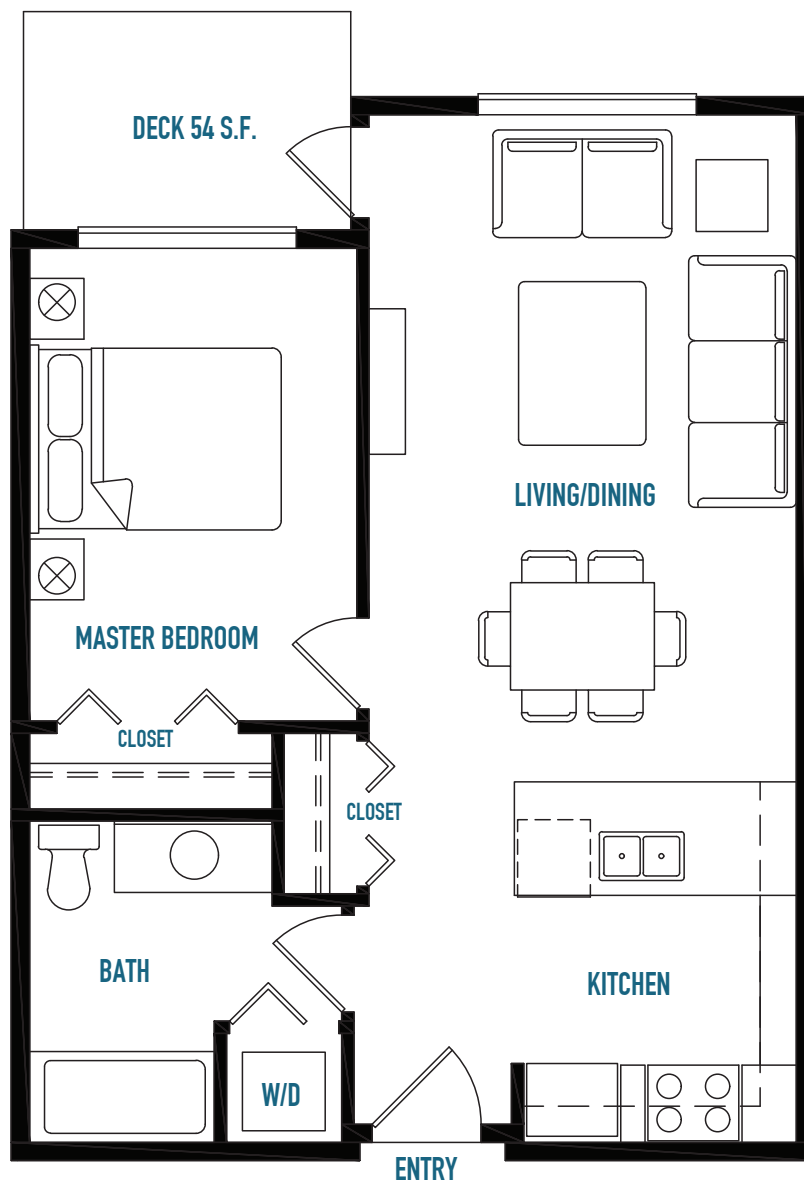 DECK 54 S.F.
LIVING/DINING
MASTER BEDROOM
CLOSET
CLOSET
BATH
KITCHEN
W/D
ENTRY